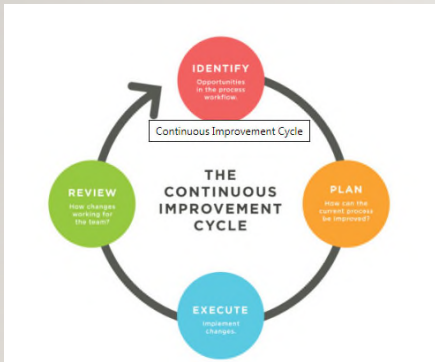 IDENTIFY
Opportunities
in the process
workflow.
Continuous Improvement Cycle
THE
CONTINUOUS
IMPROVEMENT
CYCLE
PLAN
How can the
current process
be improved?
EXECUTE
Implement
changes.
REVIEW
How changes
working for
the team?